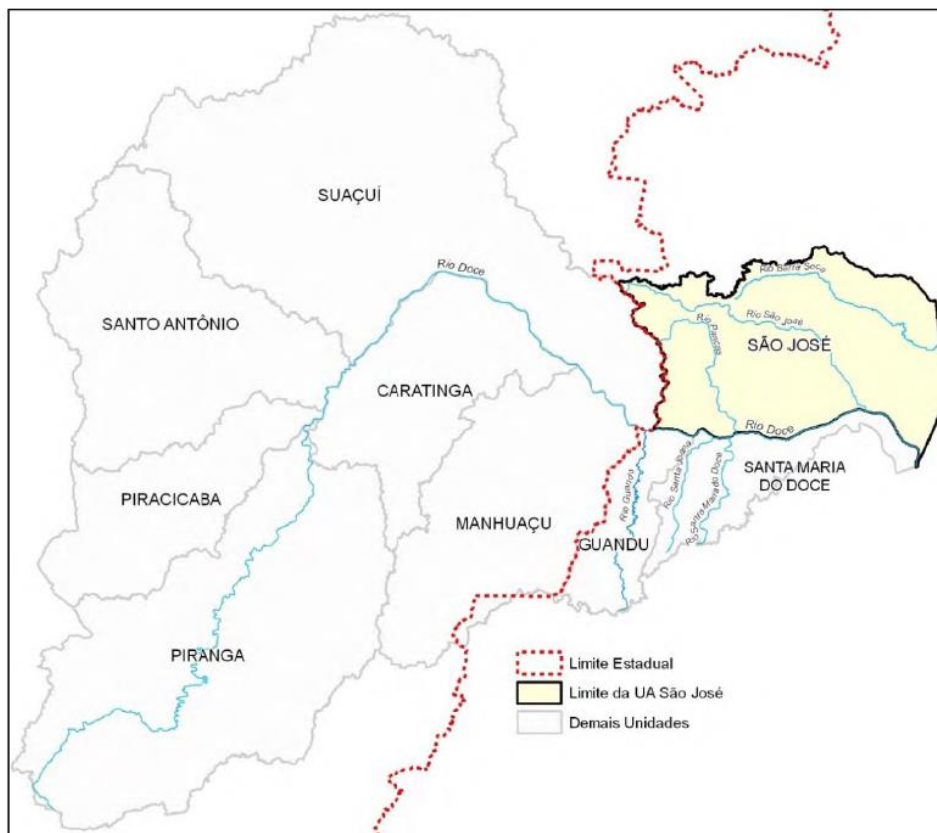 SUAÇUÍ
Rio Doce
Rio Barra Seco
SANTO ANTÔNIO
Rio São José
Rio Pancas
SÃO JOSÉ
CARATINGA
Rio Doce
SANTA MARIA
DO DOCE
Rio Santa Joana
Rio Santa Maria do Doce
PIRACICABA
Rio Guandu
MANHUAÇU
GUANDU
PIRANGA
Limite Estadual
Limite da UA São José
Demais Unidades